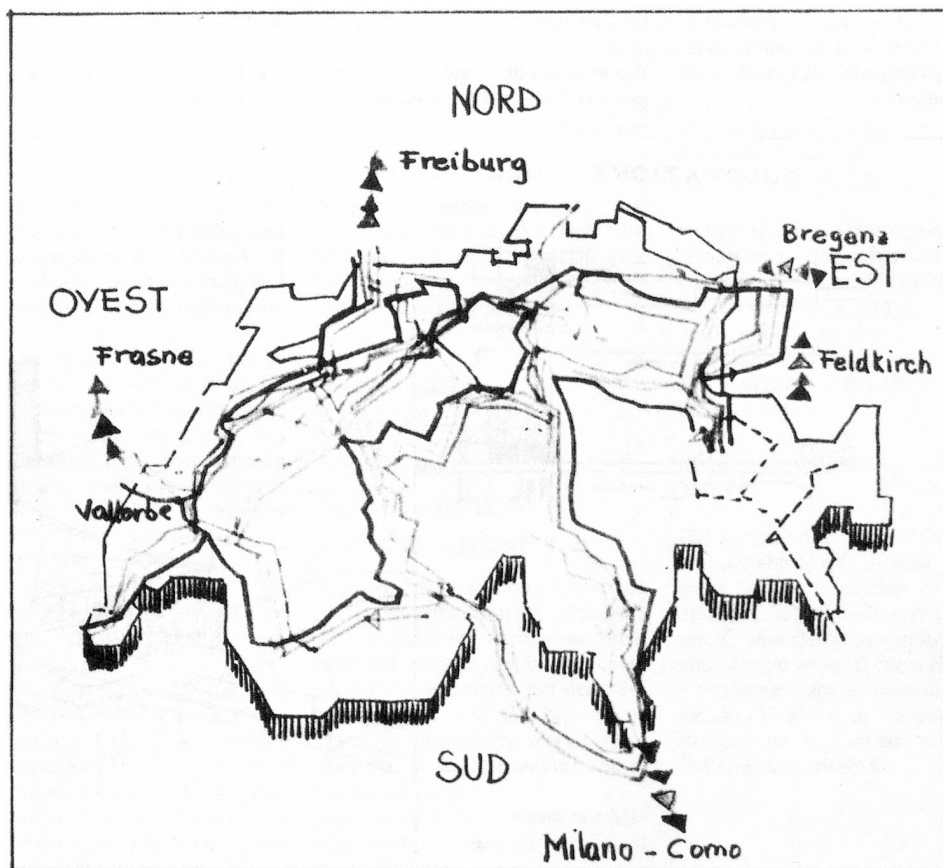 NORD
Freiburg
Bregenz
EST
OVEST
Frasne
Feldkirch
Vallorbe
SUD
Milano - Como